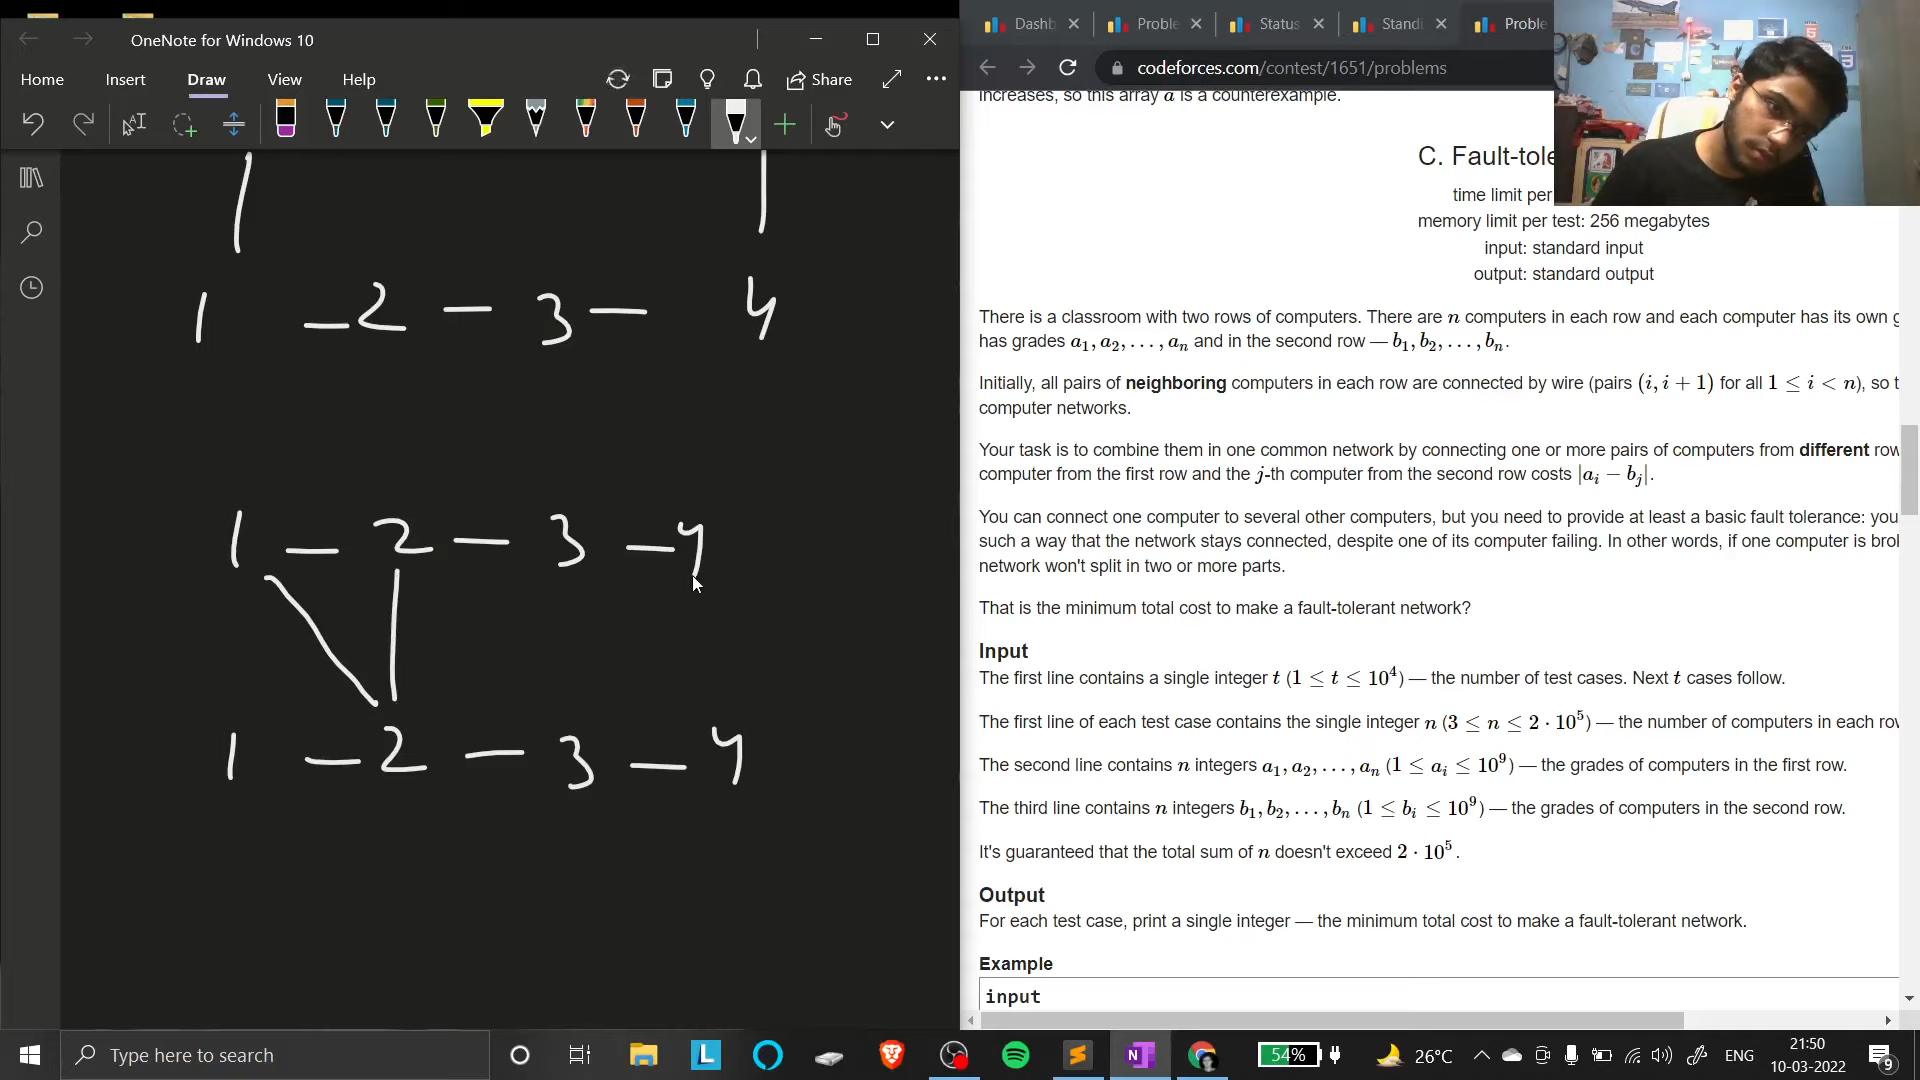 OneNote for Windows 10
Home Insert Draw View Help Share
1 – 2 – 3 – 4
1 – 2 – 3 – 4
1 – 2 – 3 – 4
Dashb Proble Status Standi Proble
codeforces.com/contest/1651/problems
increases, so this array a is a counterexample.
C. Fault-tole
time limit per
memory limit per test: 256 megabytes
input: standard input
output: standard output
There is a classroom with two rows of computers. There are n computers in each row and each computer has its own g
has grades a₁, a₂, …, aₙ and in the second row — b₁, b₂, …, bₙ.
Initially, all pairs of neighboring computers in each row are connected by wire (pairs (i, i + 1) for all 1 ≤ i < n), so t
computer networks.
Your task is to combine them in one common network by connecting one or more pairs of computers from different row
computer from the first row and the j-th computer from the second row costs |aᵢ − bⱼ|.
You can connect one computer to several other computers, but you need to provide at least a basic fault tolerance: you
such a way that the network stays connected, despite one of its computer failing. In other words, if one computer is brol
network won't split in two or more parts.
That is the minimum total cost to make a fault-tolerant network?
Input
The first line contains a single integer t (1 ≤ t ≤ 10⁴) — the number of test cases. Next t cases follow.
The first line of each test case contains the single integer n (3 ≤ n ≤ 2 · 10⁵) — the number of computers in each rov
The second line contains n integers a₁, a₂, …, aₙ (1 ≤ aᵢ ≤ 10⁹) — the grades of computers in the first row.
The third line contains n integers b₁, b₂, …, bₙ (1 ≤ bᵢ ≤ 10⁹) — the grades of computers in the second row.
It's guaranteed that the total sum of n doesn't exceed 2 · 10⁵.
Output
For each test case, print a single integer — the minimum total cost to make a fault-tolerant network.
Example
input
Type here to search
54% 26°C ENG 21:50
10-03-2022 9